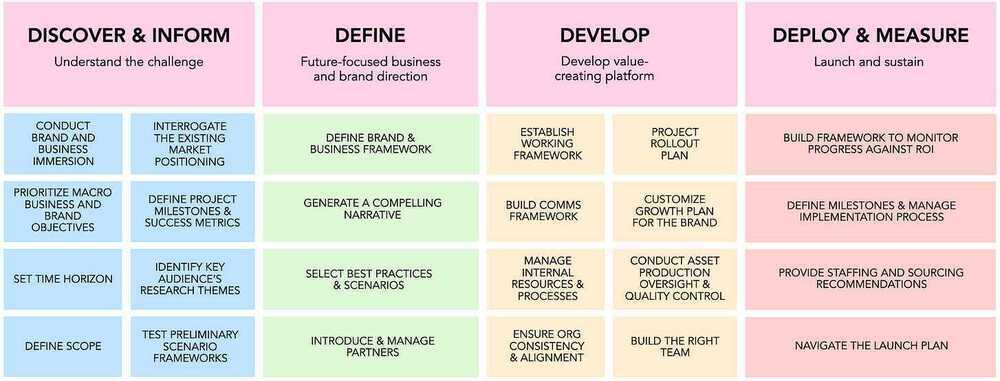 DISCOVER & INFORM
Understand the challenge
DEFINE
Future-focused business
and brand direction
DEVELOP
Develop value-
creating platform
DEPLOY & MEASURE
Launch and sustain
CONDUCT
BRAND AND
BUSINESS
IMMERSION
INTERROGATE
THE EXISTING
MARKET
POSITIONING
DEFINE BRAND &
BUSINESS FRAMEWORK
ESTABLISH
WORKING
FRAMEWORK
PROJECT
ROLLOUT
PLAN
BUILD FRAMEWORK TO MONITOR
PROGRESS AGAINST ROI
PRIORITIZE MACRO
BUSINESS AND
BRAND
OBJECTIVES
DEFINE PROJECT
MILESTONES &
SUCCESS METRICS
GENERATE A COMPELLING
NARRATIVE
BUILD COMMS
FRAMEWORK
CUSTOMIZE
GROWTH PLAN
FOR THE BRAND
DEFINE MILESTONES & MANAGE
IMPLEMENTATION PROCESS
SET TIME HORIZON
IDENTIFY KEY
AUDIENCE'S
RESEARCH THEMES
SELECT BEST PRACTICES
& SCENARIOS
MANAGE
INTERNAL
RESOURCES &
PROCESSES
CONDUCT ASSET
PRODUCTION
OVERSIGHT
& QUALITY CONTROL
PROVIDE STAFFING AND SOURCING
RECOMMENDATIONS
DEFINE SCOPE
TEST PRELIMINARY
SCENARIO
FRAMEWORKS
INTRODUCE & MANAGE
PARTNERS
ENSURE ORG
CONSISTENCY
& ALIGNMENT
BUILD THE RIGHT
TEAM
NAVIGATE THE LAUNCH PLAN